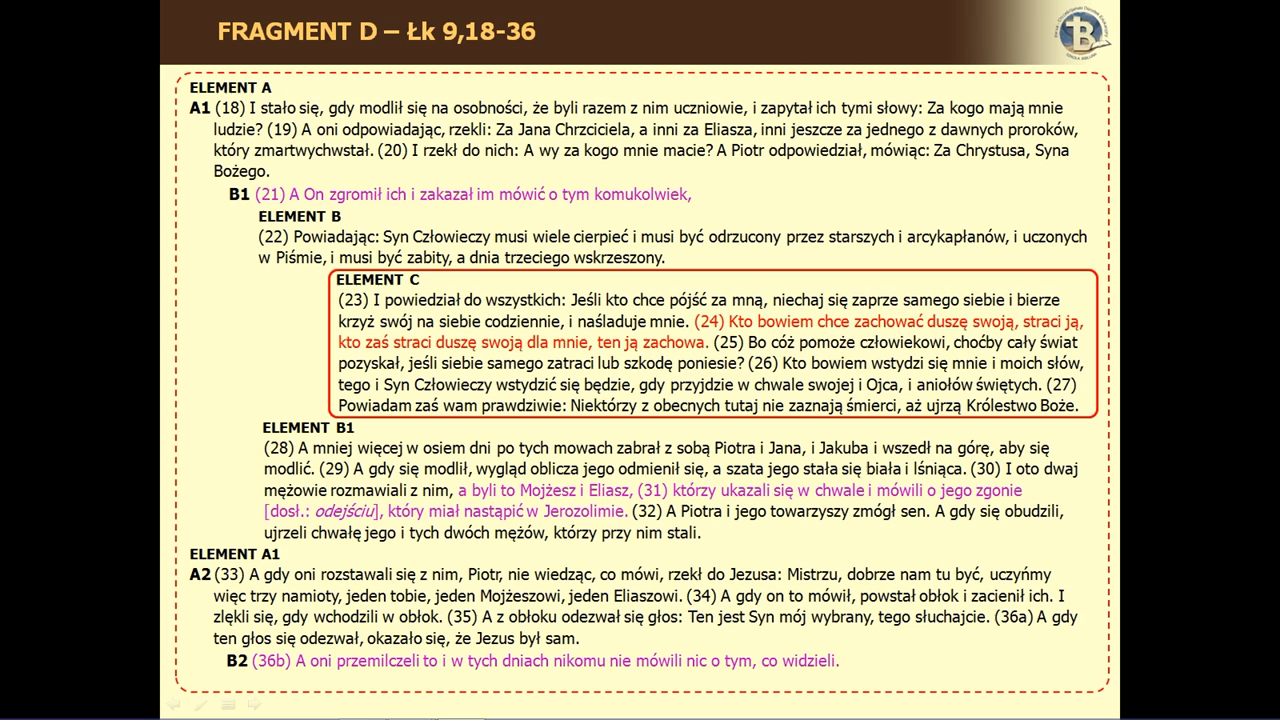 FRAGMENT D – Łk 9,18-36
ELEMENT A
A1 (18) I stało się, gdy modlił się na osobności, że byli razem z nim uczniowie, i zapytał ich tymi słowy: Za kogo mają mnie
ludzie? (19) A oni odpowiadając, rzekli: Za Jana Chrzciciela, a inni za Eliasza, inni jeszcze za jednego z dawnych proroków,
który zmartwychwstał. (20) I rzekł do nich: A wy za kogo mnie macie? A Piotr odpowiedział, mówiąc: Za Chrystusa, Syna
Bożego.
B1 (21) A On zgromił ich i zakazał im mówić o tym komukolwiek,
ELEMENT B
(22) Powiadając: Syn Człowieczy musi wiele cierpieć i musi być odrzucony przez starszych i arcykapłanów, i uczonych
w Piśmie, i musi być zabity, a dnia trzeciego wskrzeszony.
ELEMENT C
(23) I powiedział do wszystkich: Jeśli kto chce pójść za mną, niechaj się zaprze samego siebie i bierze
krzyż swój na siebie codziennie, i naśladuje mnie. (24) Kto bowiem chce zachować duszę swoją, straci ją,
kto zaś straci duszę swoją dla mnie, ten ją zachowa. (25) Bo cóż pomoże człowiekowi, choćby cały świat
pozyskał, jeśli siebie samego zatraci lub szkodę poniesie? (26) Kto bowiem wstydzi się mnie i moich słów,
tego i Syn Człowieczy wstydzić się będzie, gdy przyjdzie w chwale swojej i Ojca, i aniołów świętych. (27)
Powiadam zaś wam prawdziwie: Niektórzy z obecnych tutaj nie zaznają śmierci, aż ujrzą Królestwo Boże.
ELEMENT B1
(28) A mniej więcej w osiem dni po tych mowach zabrał z sobą Piotra i Jana, i Jakuba i wszedł na górę, aby się
modlić. (29) A gdy się modlił, wygląd oblicza jego odmienił się, a szata jego stała się biała i lśniąca. (30) I oto dwaj
mężowie rozmawiali z nim, a byli to Mojżesz i Eliasz, (31) którzy ukazali się w chwale i mówili o jego zgonie
[dosł.: odejściu], który miał nastąpić w Jerozolimie. (32) A Piotra i jego towarzyszy zmógł sen. A gdy się obudzili,
ujrzeli chwałę jego i tych dwóch mężów, którzy przy nim stali.
ELEMENT A1
A2 (33) A gdy oni rozstawali się z nim, Piotr, nie wiedząc, co mówi, rzekł do Jezusa: Mistrzu, dobrze nam tu być, uczyńmy
więc trzy namioty, jeden tobie, jeden Mojżeszowi, jeden Eliaszowi. (34) A gdy on to mówił, powstał obłok i zacienił ich. I
zlękli się, gdy wchodzili w obłok. (35) A z obłoku odezwał się głos: Ten jest Syn mój wybrany, tego słuchajcie. (36a) A gdy
ten głos się odezwał, okazało się, że Jezus był sam.
B2 (36b) A oni przemilczeli to i w tych dniach nikomu nie mówili nic o tym, co widzieli.